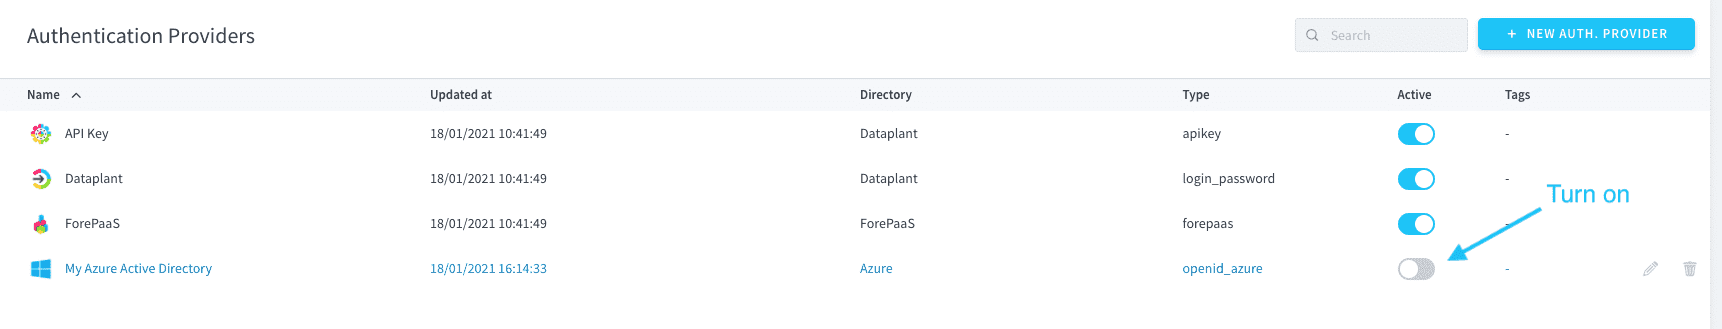 Authentication Providers
Search
+ NEW AUTH. PROVIDER
Name Updated at Directory Type Active Tags
API Key 18/01/2021 10:41:49 Dataplant apikey -
Dataplant 18/01/2021 10:41:49 Dataplant login_password -
Turn on
ForePaaS 18/01/2021 10:41:49 ForePaaS forepaas -
My Azure Active Directory 18/01/2021 16:14:33 Azure openid_azure -